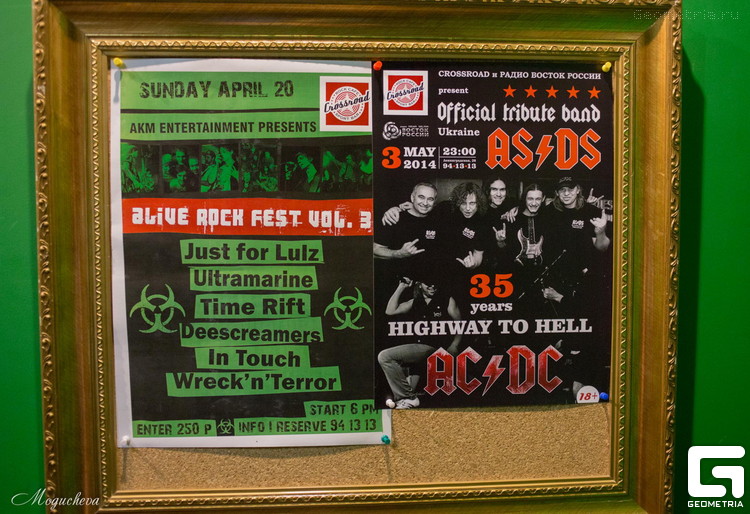 Geometria.ru
SUNDAY APRIL 20
Crossroad
AKM ENTERTAINMENT PRESENTS
ALIVE ROCK FEST VOL. 3
Just for Lulz
Ultramarine
Time Rift
Deescreamers
In Touch
Wreck'n'Terror
START 6 PM
ENTER 250 P INFO I RESERVE 94 13 13
Crossroad
CROSSROAD и РАДИО ВОСТОК РОССИИ
present
Official tribute band
ВОСТОК
РОССИИ
Ukraine
AS DS
3 MAY
2014
23:00
94-13-13
35
years
HIGHWAY TO HELL
AC DC
18+
Mogucheva
GEOMETRIA